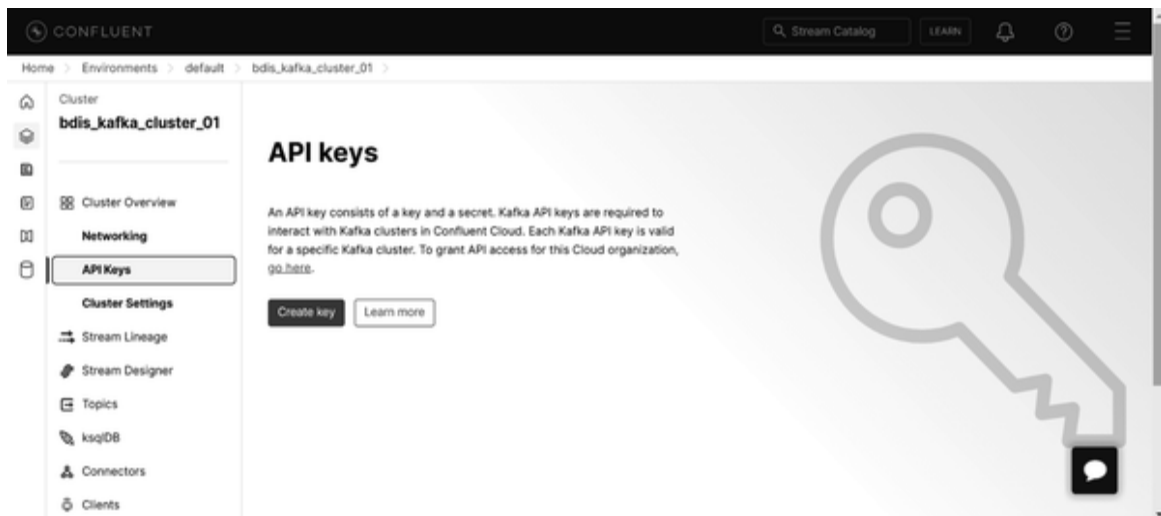 CONFLUENT
Stream Catalog
LEARN
Home > Environments > default > bdis_kafka_cluster_01 >
Cluster
bdis_kafka_cluster_01
Cluster Overview
Networking
API Keys
Cluster Settings
Stream Lineage
Stream Designer
Topics
ksqlDB
Connectors
Clients
API keys
An API key consists of a key and a secret. Kafka API keys are required to
interact with Kafka clusters in Confluent Cloud. Each Kafka API key is valid
for a specific Kafka cluster. To grant API access for this Cloud organization,
go here.
Create key
Learn more